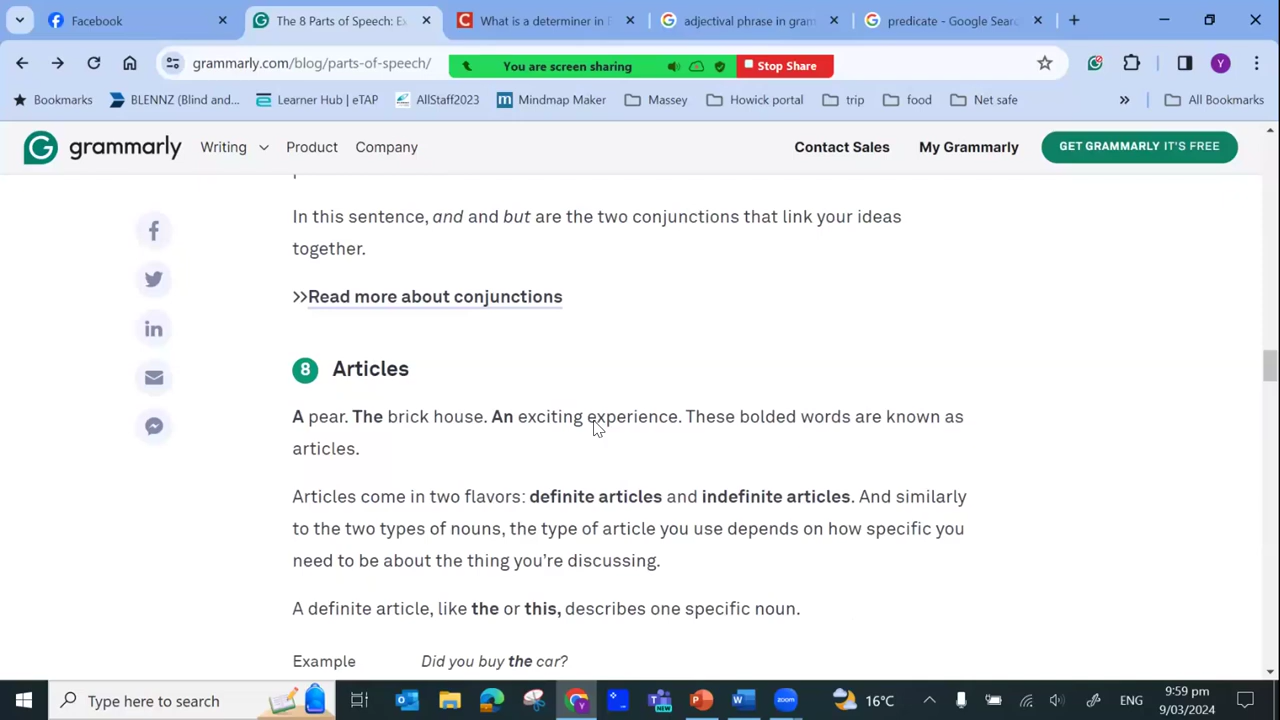 Facebook
The 8 Parts of Speech: Ex
What is a determiner in E
adjectival phrase in gram
predicate - Google Searc
grammarly.com/blog/parts-of-speech/
You are screen sharing
Stop Share
Y
Bookmarks
BLENNZ (Blind and...
Learner Hub | eTAP
AllStaff2023
Mindmap Maker
Massey
Howick portal
trip
food
Net safe
»
All Bookmarks
grammarly
Writing
Product
Company
Contact Sales
My Grammarly
GET GRAMMARLY IT'S FREE
In this sentence, and and but are the two conjunctions that link your ideas
together.
>>Read more about conjunctions
8 Articles
A pear. The brick house. An exciting experience. These bolded words are known as
articles.
Articles come in two flavors: definite articles and indefinite articles. And similarly
to the two types of nouns, the type of article you use depends on how specific you
need to be about the thing you’re discussing.
A definite article, like the or this, describes one specific noun.
Example Did you buy the car?
Type here to search
NEW
16°C
ENG
9:59 pm
9/03/2024